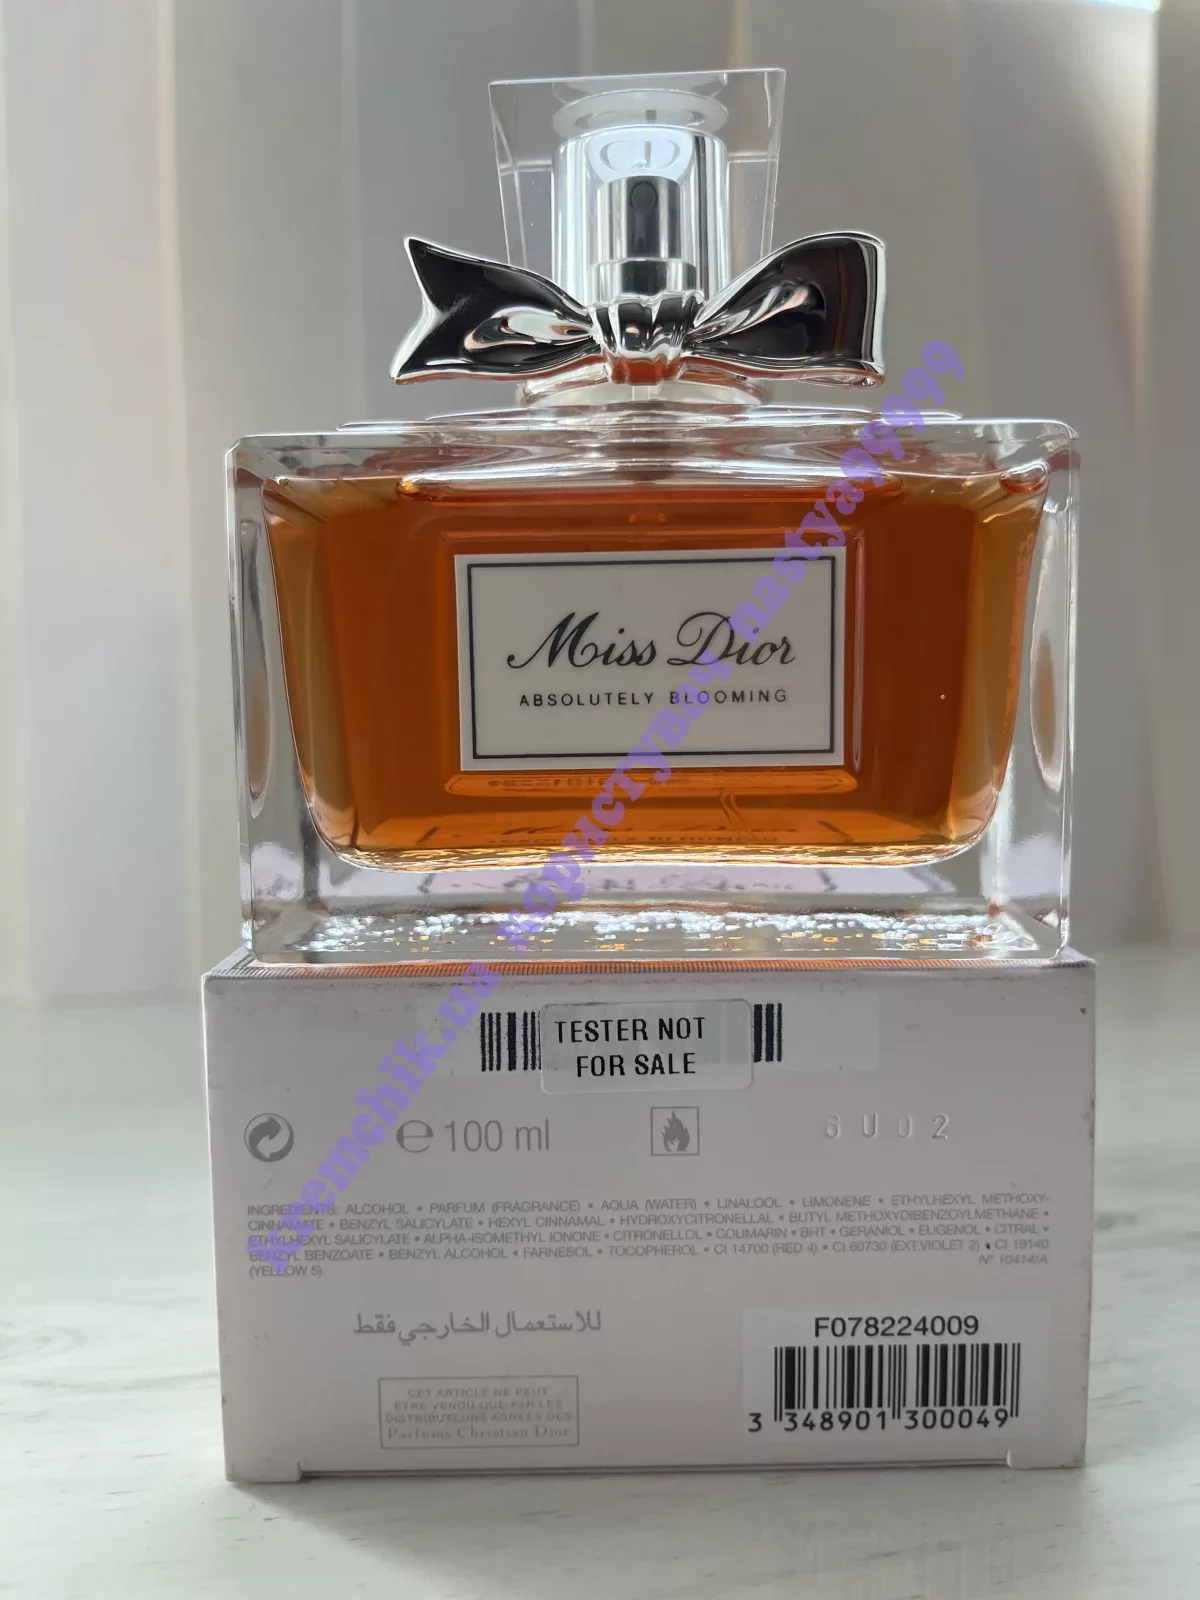 CD
Miss Dior
ABSOLUTELY BLOOMING
TESTER NOT
FOR SALE
e 100 ml
6U02
INGREDIENTS: ALCOHOL • PARFUM (FRAGRANCE) • AQUA (WATER) • LINALOOL • LIMONENE • ETHYLHEXYL METHOXY-
CINNAMATE • BENZYL SALICYLATE • HEXYL CINNAMAL • HYDROXYCITRONELLAL • BUTYL METHOXYDIBENZOYLMETHANE •
ETHYLHEXYL SALICYLATE • ALPHA-ISOMETHYL IONONE • CITRONELLOL • COUMARIN • BHT • GERANIOL • EUGENOL • CITRAL •
BENZYL BENZOATE • BENZYL ALCOHOL • FARNESOL • TOCOPHEROL • CI 14700 (RED 4) • CI 60730 (EXT.VIOLET 2) • CI 19140
(YELLOW 5).
N° 10414/A
للاستعمال الخارجي فقط
F078224009
CET ARTICLE NE PEUT
ÊTRE VENDU QUE PAR LES
DISTRIBUTEURS AGRÉÉS DES
Parfums Christian Dior
3 348901 300049
користувач nastya9999